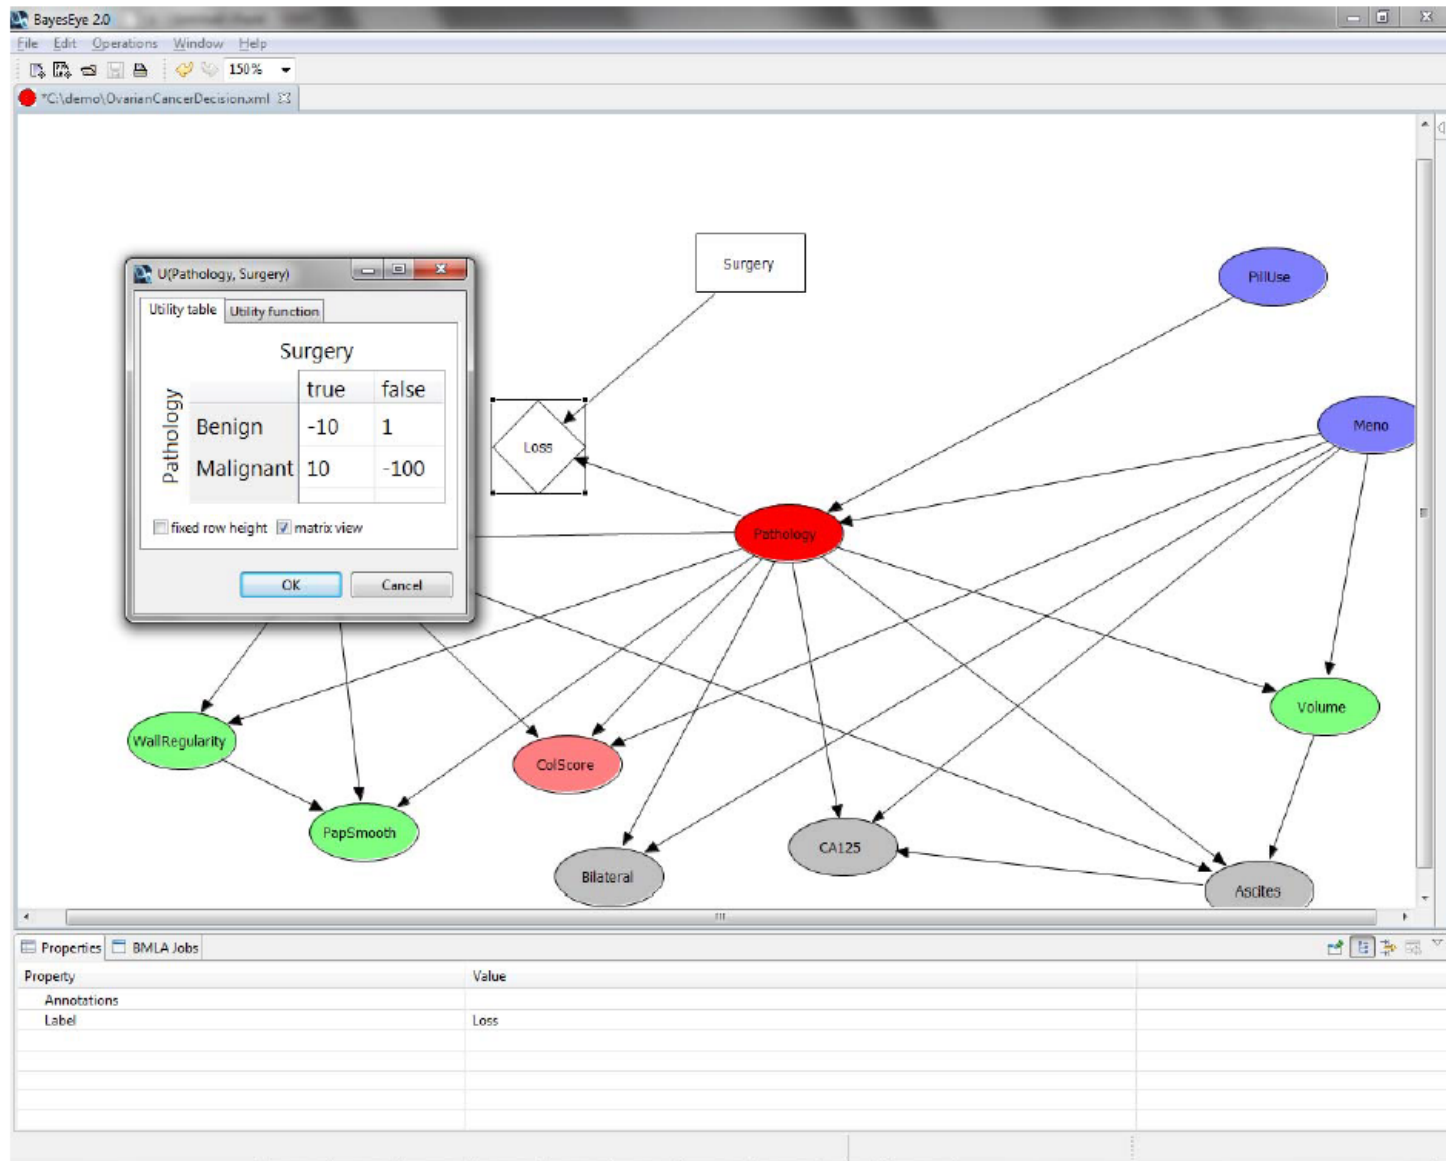 BayesEye 2.0
File Edit Operations Window Help
150%
*C:\demo\OvarianCancerDecision.xml
Surgery
PillUse
U(Pathology, Surgery)
Utility table Utility function
Surgery
true false
Pathology
Benign -10 1
Malignant 10 -100
fixed row height matrix view
OK Cancel
Loss
Meno
Pathology
Volume
WallRegularity
ColScore
PapSmooth
CA125
Bilateral
Ascites
Properties BMLA Jobs
Property Value
Annotations
Label Loss